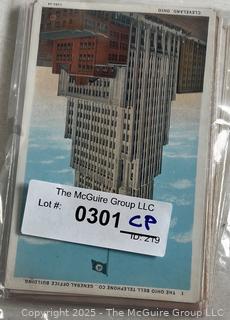 CLEVELAND, OHIO
The McGuire Group LLC
Lot #:
0301 CP
ID: 219
1 THE OHIO BELL TELEPHONE CO., GENERAL OFFICE BUILDING
Copyright 2025 - The McGuire Group LLC